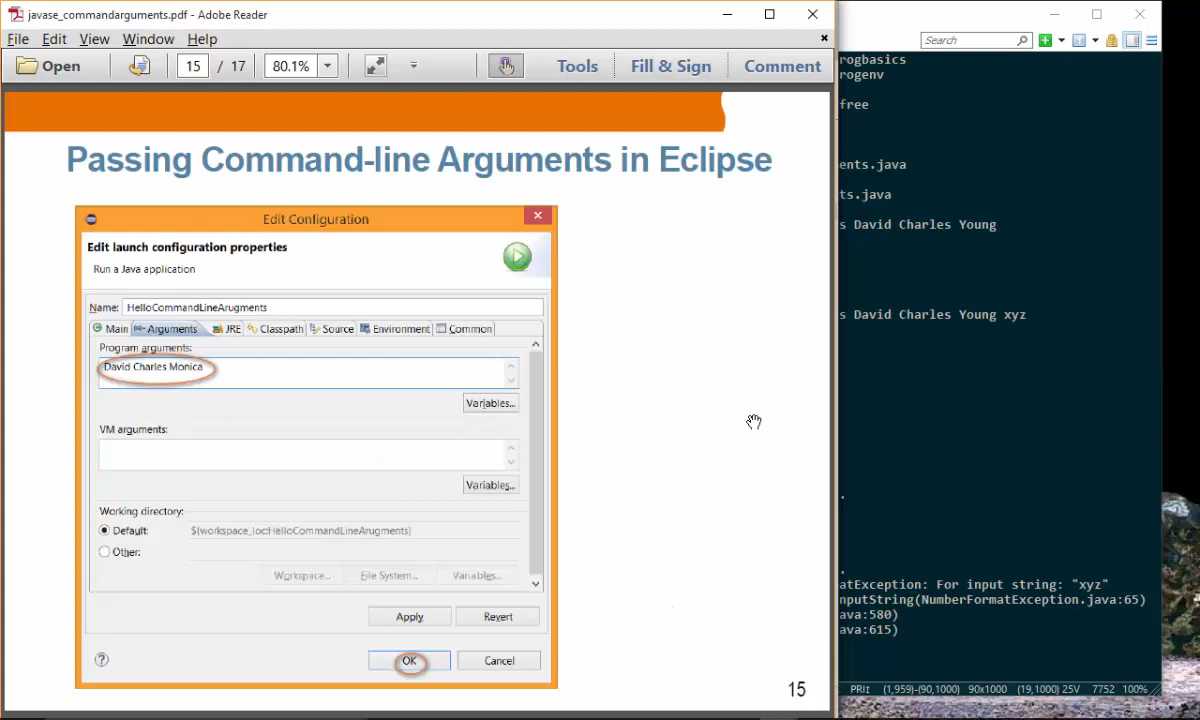 javase_commandarguments.pdf - Adobe Reader
File Edit View Window Help
Open 15 / 17 80.1% Tools Fill & Sign Comment
Passing Command-line Arguments in Eclipse
Edit Configuration
Edit launch configuration properties
Run a Java application
Name: HelloCommandLineArugments
Main Arguments JRE Classpath Source Environment Common
Program arguments:
David Charles Monica
Variables...
VM arguments:
Variables...
Working directory:
Default: ${workspace_loc:HelloCommandLineArugments}
Other:
Workspace... File System... Variables...
Apply Revert
OK Cancel
15
Search
rogbasics
rogenv
free
ents.java
ts.java
s David Charles Young
s David Charles Young xyz
.
.
atException: For input string: "xyz"
nputString(NumberFormatException.java:65)
ava:580)
ava:615)
PRI‡ (1,959)-(90,1000) 90x1000 (19,1000) 25V 7752 100%